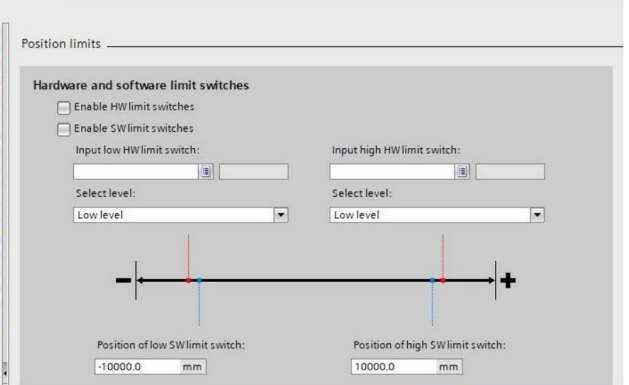 Position limits
Hardware and software limit switches
Enable HW limit switches
Enable SW limit switches
Input low HW limit switch:
Input high HW limit switch:
Select level:
Select level:
Low level
Low level
Position of low SW limit switch:
Position of high SW limit switch:
-10000.0 mm
10000.0 mm